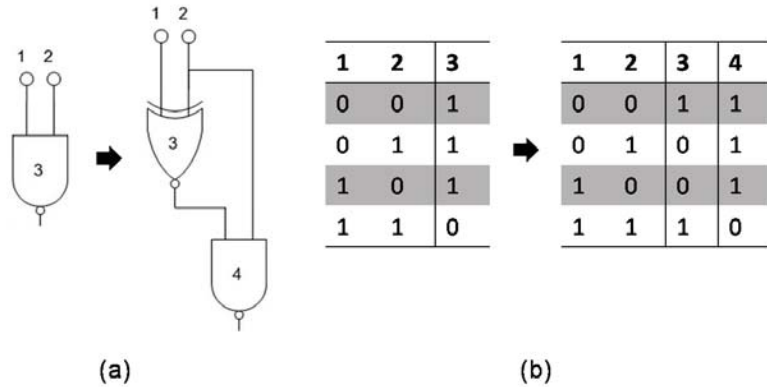 1 2
3
1 2
3
4
(a)
1 2 3
0 0 1
0 1 1
1 0 1
1 1 0
1 2 3 4
0 0 1 1
0 1 0 1
1 0 0 1
1 1 1 0
(b)